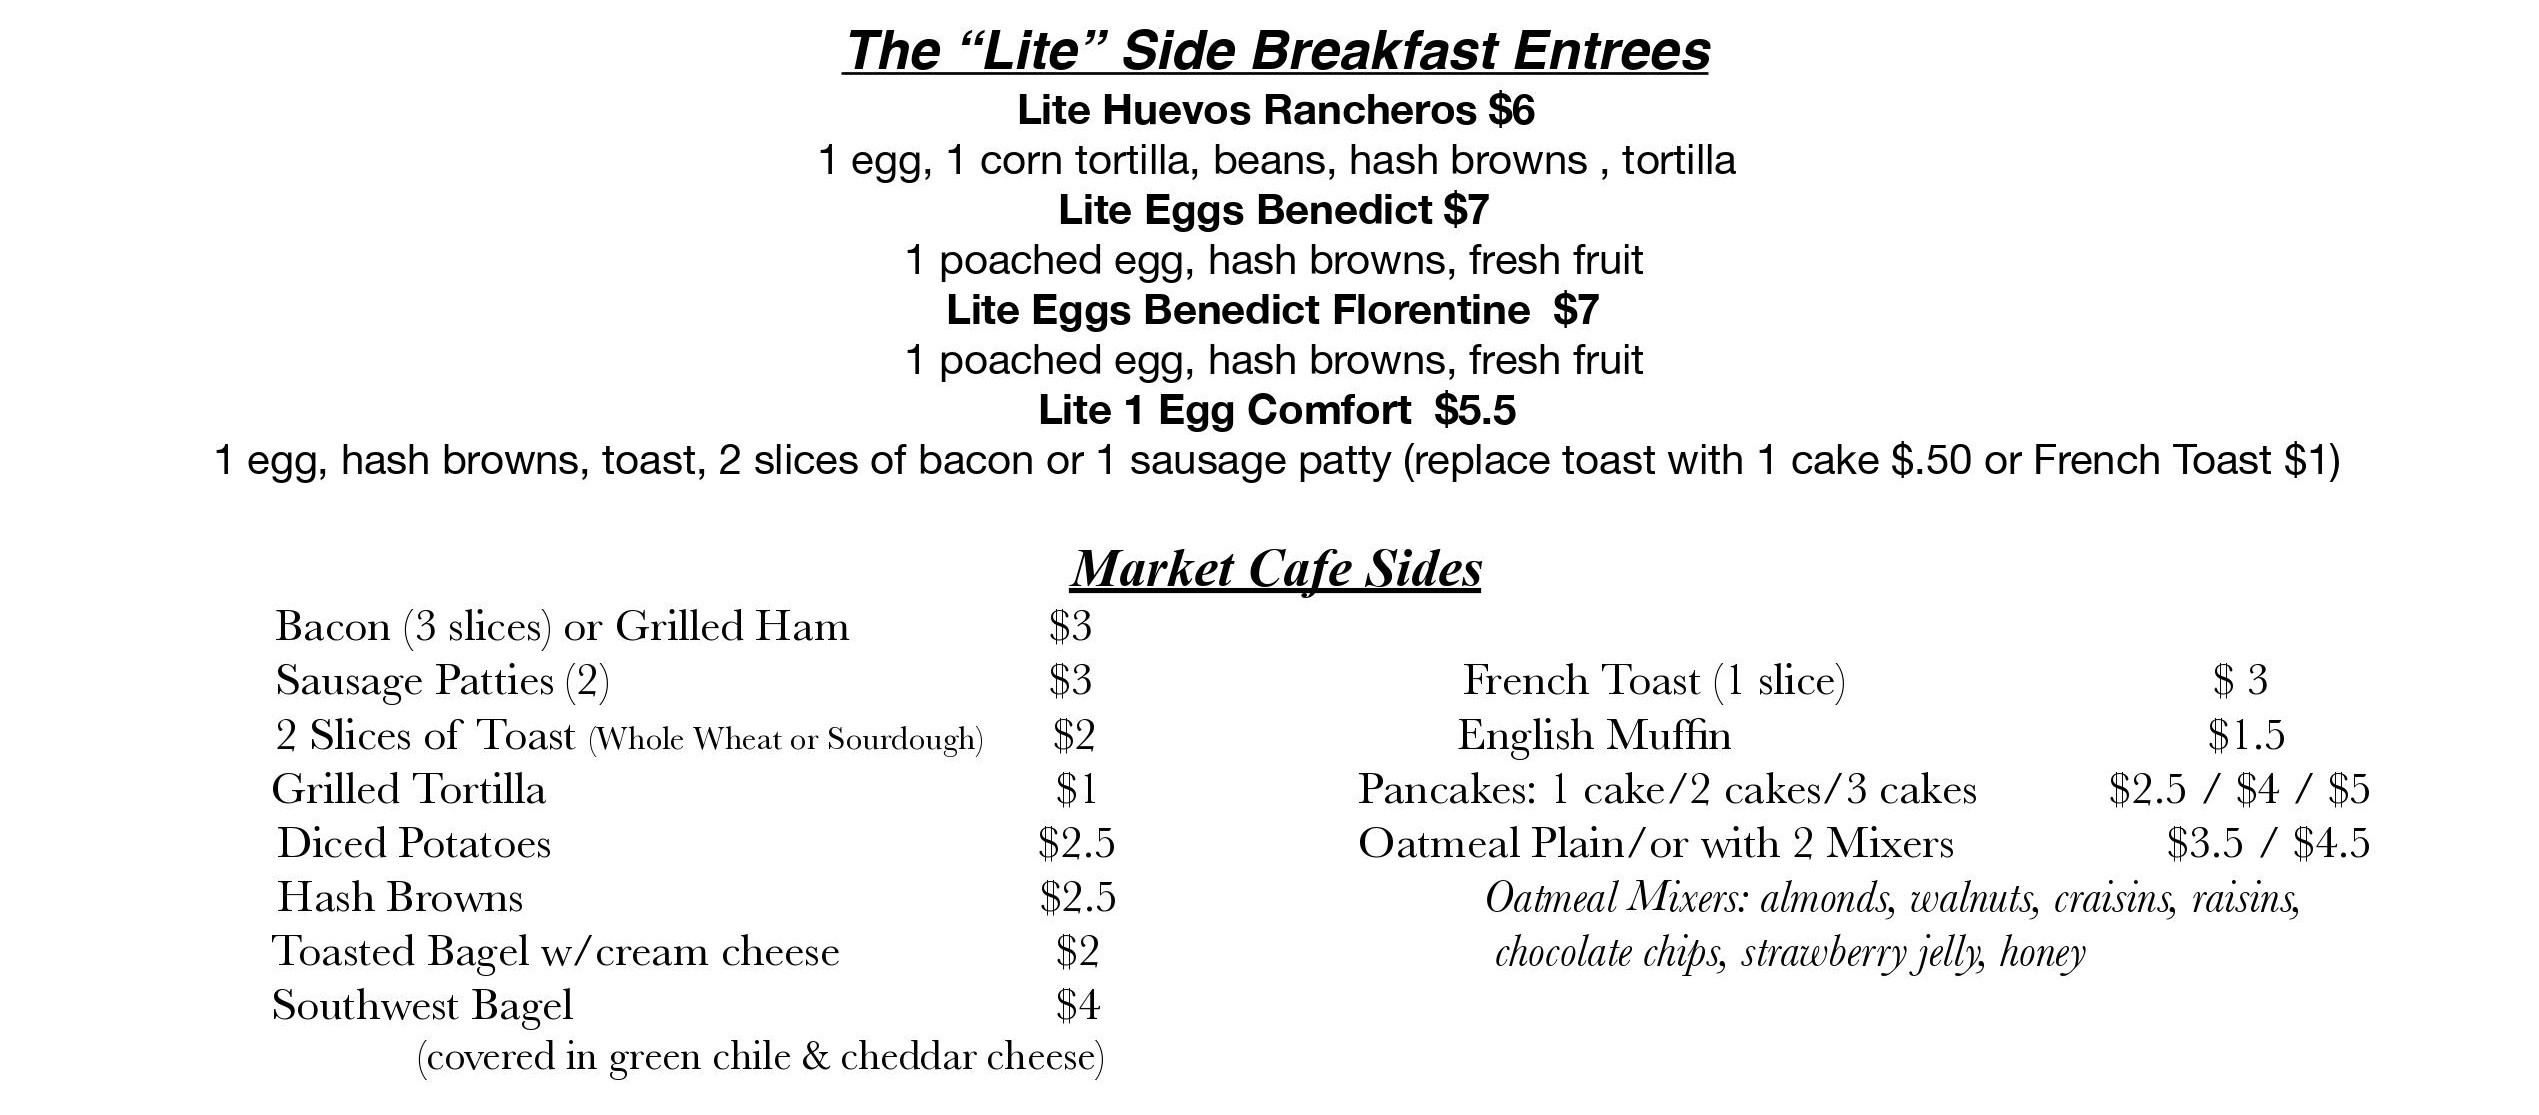 The “Lite” Side Breakfast Entrees
Lite Huevos Rancheros $6
1 egg, 1 corn tortilla, beans, hash browns , tortilla
Lite Eggs Benedict $7
1 poached egg, hash browns, fresh fruit
Lite Eggs Benedict Florentine  $7
1 poached egg, hash browns, fresh fruit
Lite 1 Egg Comfort  $5.5
1 egg, hash browns, toast, 2 slices of bacon or 1 sausage patty (replace toast with 1 cake $.50 or French Toast $1)
Market Cafe Sides
Bacon (3 slices) or Grilled Ham $3
Sausage Patties (2) $3
2 Slices of Toast (Whole Wheat or Sourdough) $2
Grilled Tortilla $1
Diced Potatoes $2.5
Hash Browns $2.5
Toasted Bagel w/cream cheese $2
Southwest Bagel $4
(covered in green chile & cheddar cheese)
French Toast (1 slice) $ 3
English Muffin $1.5
Pancakes: 1 cake/2 cakes/3 cakes $2.5 / $4 / $5
Oatmeal Plain/or with 2 Mixers $3.5 / $4.5
Oatmeal Mixers: almonds, walnuts, craisins, raisins,
chocolate chips, strawberry jelly, honey